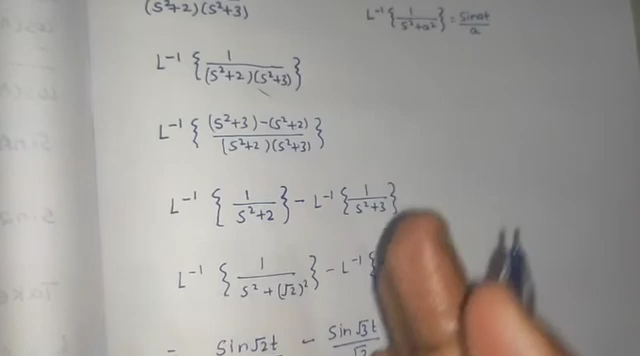 (s²+2)(s²+3)
L⁻¹{1/(s²+a²)} = sin at/a
L⁻¹ {1/((s²+2)(s²+3))}
L⁻¹ {((s²+3)-(s²+2))/((s²+2)(s²+3))}
L⁻¹ {1/(s²+2)} - L⁻¹ {1/(s²+3)}
L⁻¹ {1/(s²+(√2)²)} - L⁻¹ {
= sin√2t - sin√3t